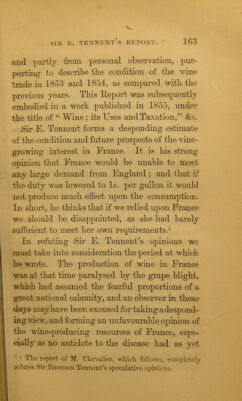 SIR E. TENNENT'S REPORT. 163
and partly from personal observation, pur-
porting to describe the condition of the wine
trade in 1853 and 1854, as compared with the
previous years. This Report was subsequently
embodied in a work published in 1855, under
the title of "Wine; its Uses and Taxation," &c.
Sir E. Tennent forms a desponding estimate
of the condition and future prospects of the vine-
growing interest in France. It is his strong
opinion that France would be unable to meet
any large demand from England; and that if
the duty was lowered to 1s. per gallon it would
not produce much effect upon the consumption.
In short, he thinks that if we relied upon France
we should be disappointed, as she had barely
sufficient to meet her own requirements.¹
In refuting Sir E. Tennent's opinions we
must take into consideration the period at which
he wrote. The production of wine in France
was at that time paralysed by the grape blight,
which had assumed the fearful proportions of a
great national calamity, and an observer in those
days may have been excused for taking a despond-
ing view, and forming an unfavourable opinion of
the wine-producing resources of France, espe-
cially as no antidote to the disease had as yet
¹ The report of M. Chevalier, which follows, completely
refutes Sir Emerson Tennent's speculative opinions.